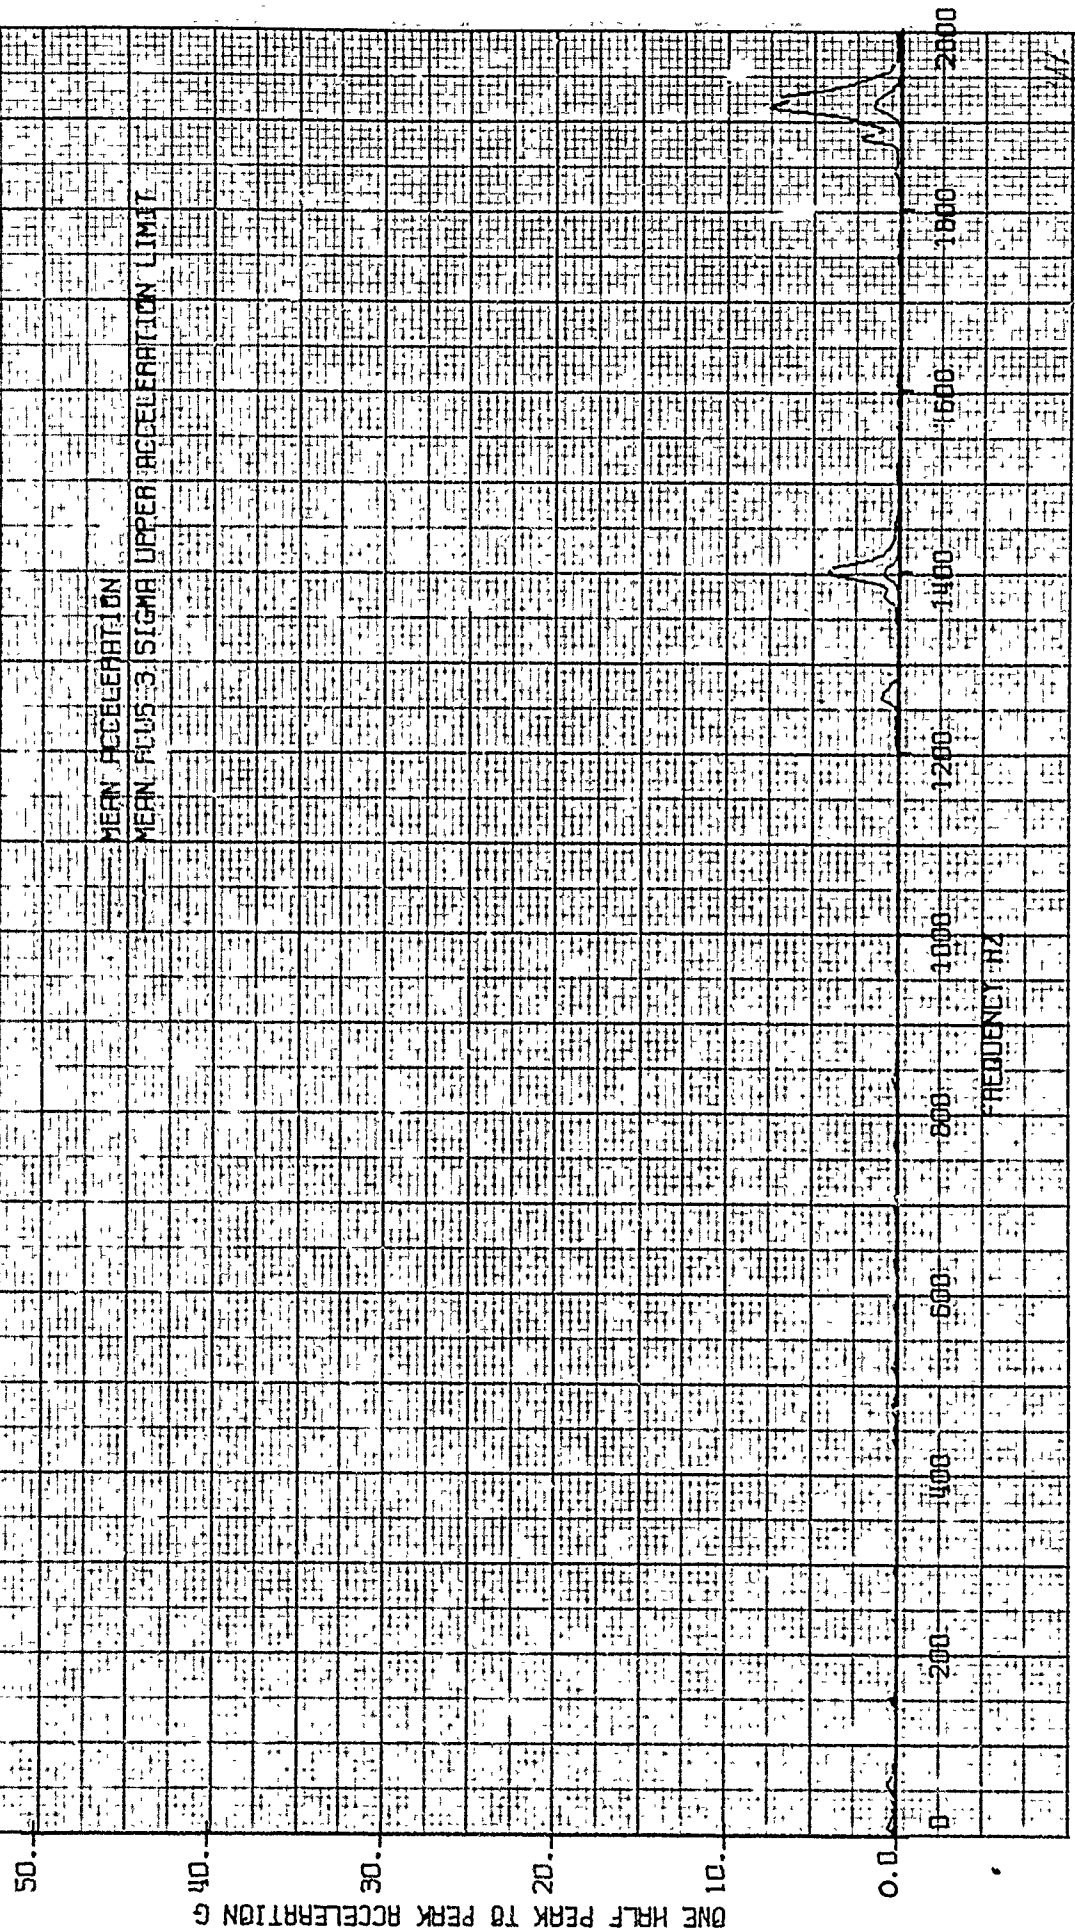 MEAN ACCELERATION
MEAN PLUS 3 SIGMA UPPER ACCELERATION LIMIT
ONE HALF PEAK TO PEAK ACCELERATION G
50.
40.
30.
20.
10.
0.0
0 200 400 600 800 1000 1200 1400 1600 1800 2000
FREQUENCY HZ